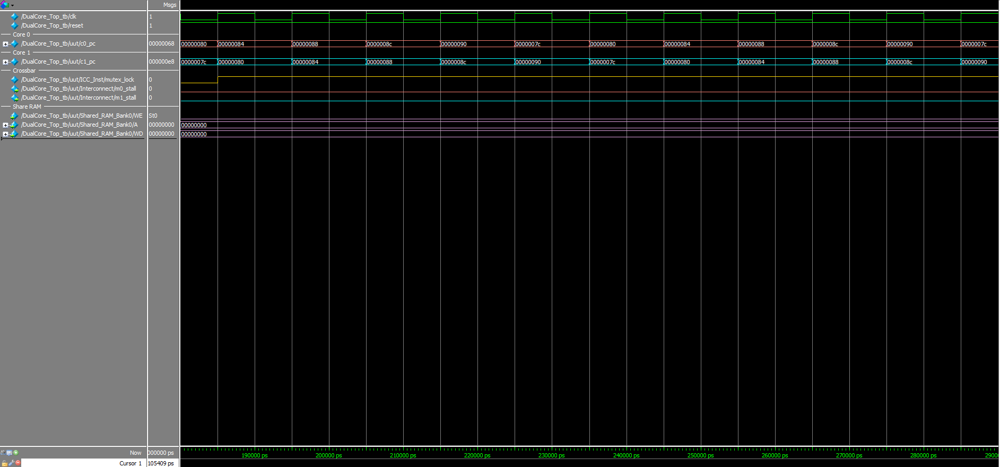 Msgs
/DualCore_Top_tb/clk 1
/DualCore_Top_tb/reset 1
Core 0
/DualCore_Top_tb/uut/c0_pc 00000068 00000080 00000084 00000088 0000008c 00000090 0000007c 00000080 00000084 00000088 0000008c 00000090 0000007c
Core 1
/DualCore_Top_tb/uut/c1_pc 000000e8 0000007c 00000080 00000084 00000088 0000008c 00000090 0000007c 00000080 00000084 00000088 0000008c 00000090
Crossbar
/DualCore_Top_tb/uut/ICC_Inst/mutex_lock 0
/DualCore_Top_tb/uut/Interconnect/m0_stall 0
/DualCore_Top_tb/uut/Interconnect/m1_stall 0
Share RAM
/DualCore_Top_tb/uut/Shared_RAM_Bank0/WE St0
/DualCore_Top_tb/uut/Shared_RAM_Bank0/A 00000000 00000000
/DualCore_Top_tb/uut/Shared_RAM_Bank0/WD 00000000 00000000
Now 000000 ps 190000 ps 200000 ps 210000 ps 220000 ps 230000 ps 240000 ps 250000 ps 260000 ps 270000 ps 280000 ps 2900
Cursor 1 105409 ps